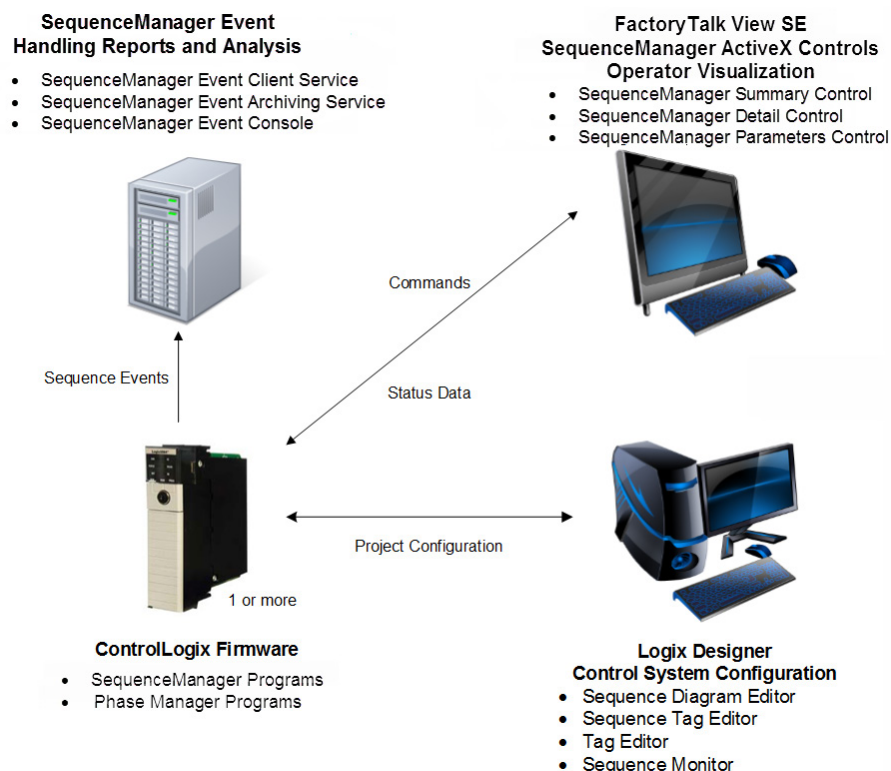 SequenceManager Event
Handling Reports and Analysis
• SequenceManager Event Client Service
• SequenceManager Event Archiving Service
• SequenceManager Event Console
FactoryTalk View SE
SequenceManager ActiveX Controls
Operator Visualization
• SequenceManager Summary Control
• SequenceManager Detail Control
• SequenceManager Parameters Control
Commands
Sequence Events
Status Data
Project Configuration
1 or more
ControlLogix Firmware
• SequenceManager Programs
• Phase Manager Programs
Logix Designer
Control System Configuration
• Sequence Diagram Editor
• Sequence Tag Editor
• Tag Editor
• Sequence Monitor